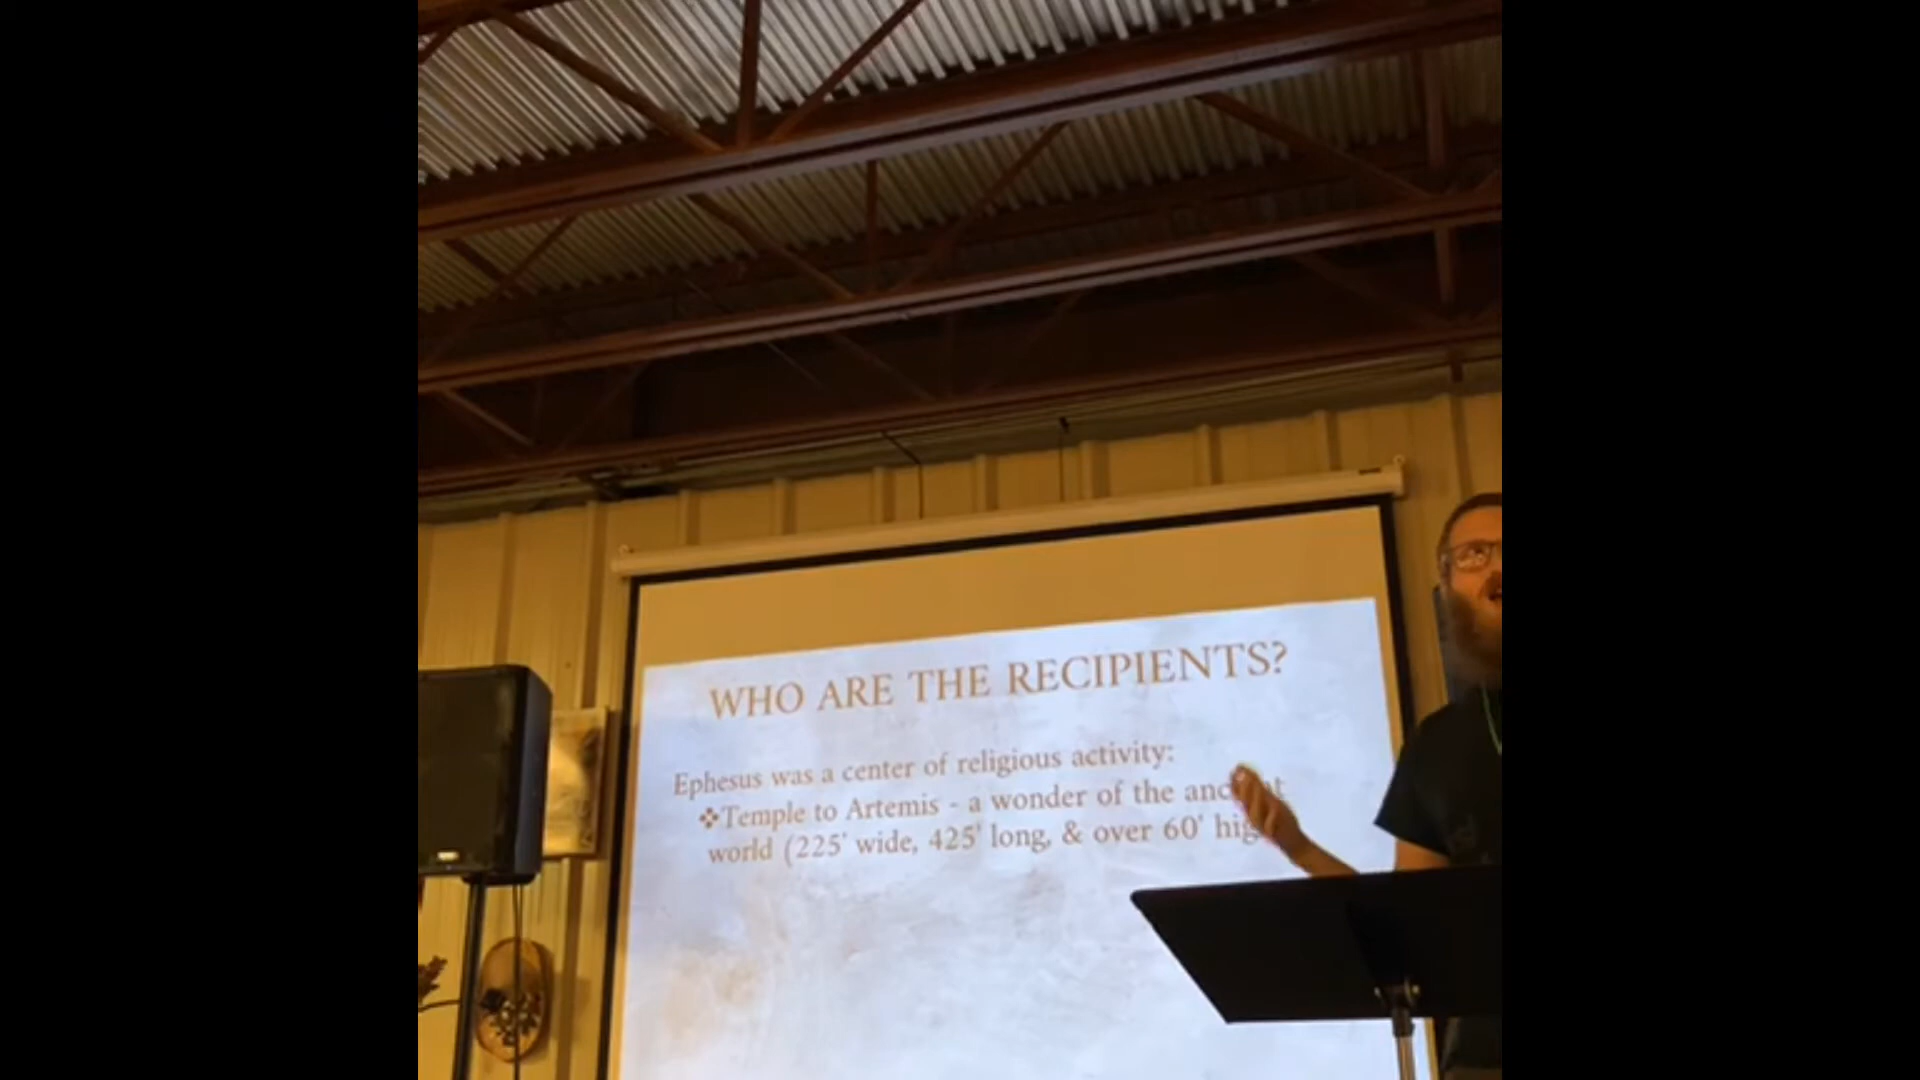 WHO ARE THE RECIPIENTS?
Ephesus was a center of religious activity:
❖Temple to Artemis - a wonder of the
world (225' wide, 425' long, & over 60'